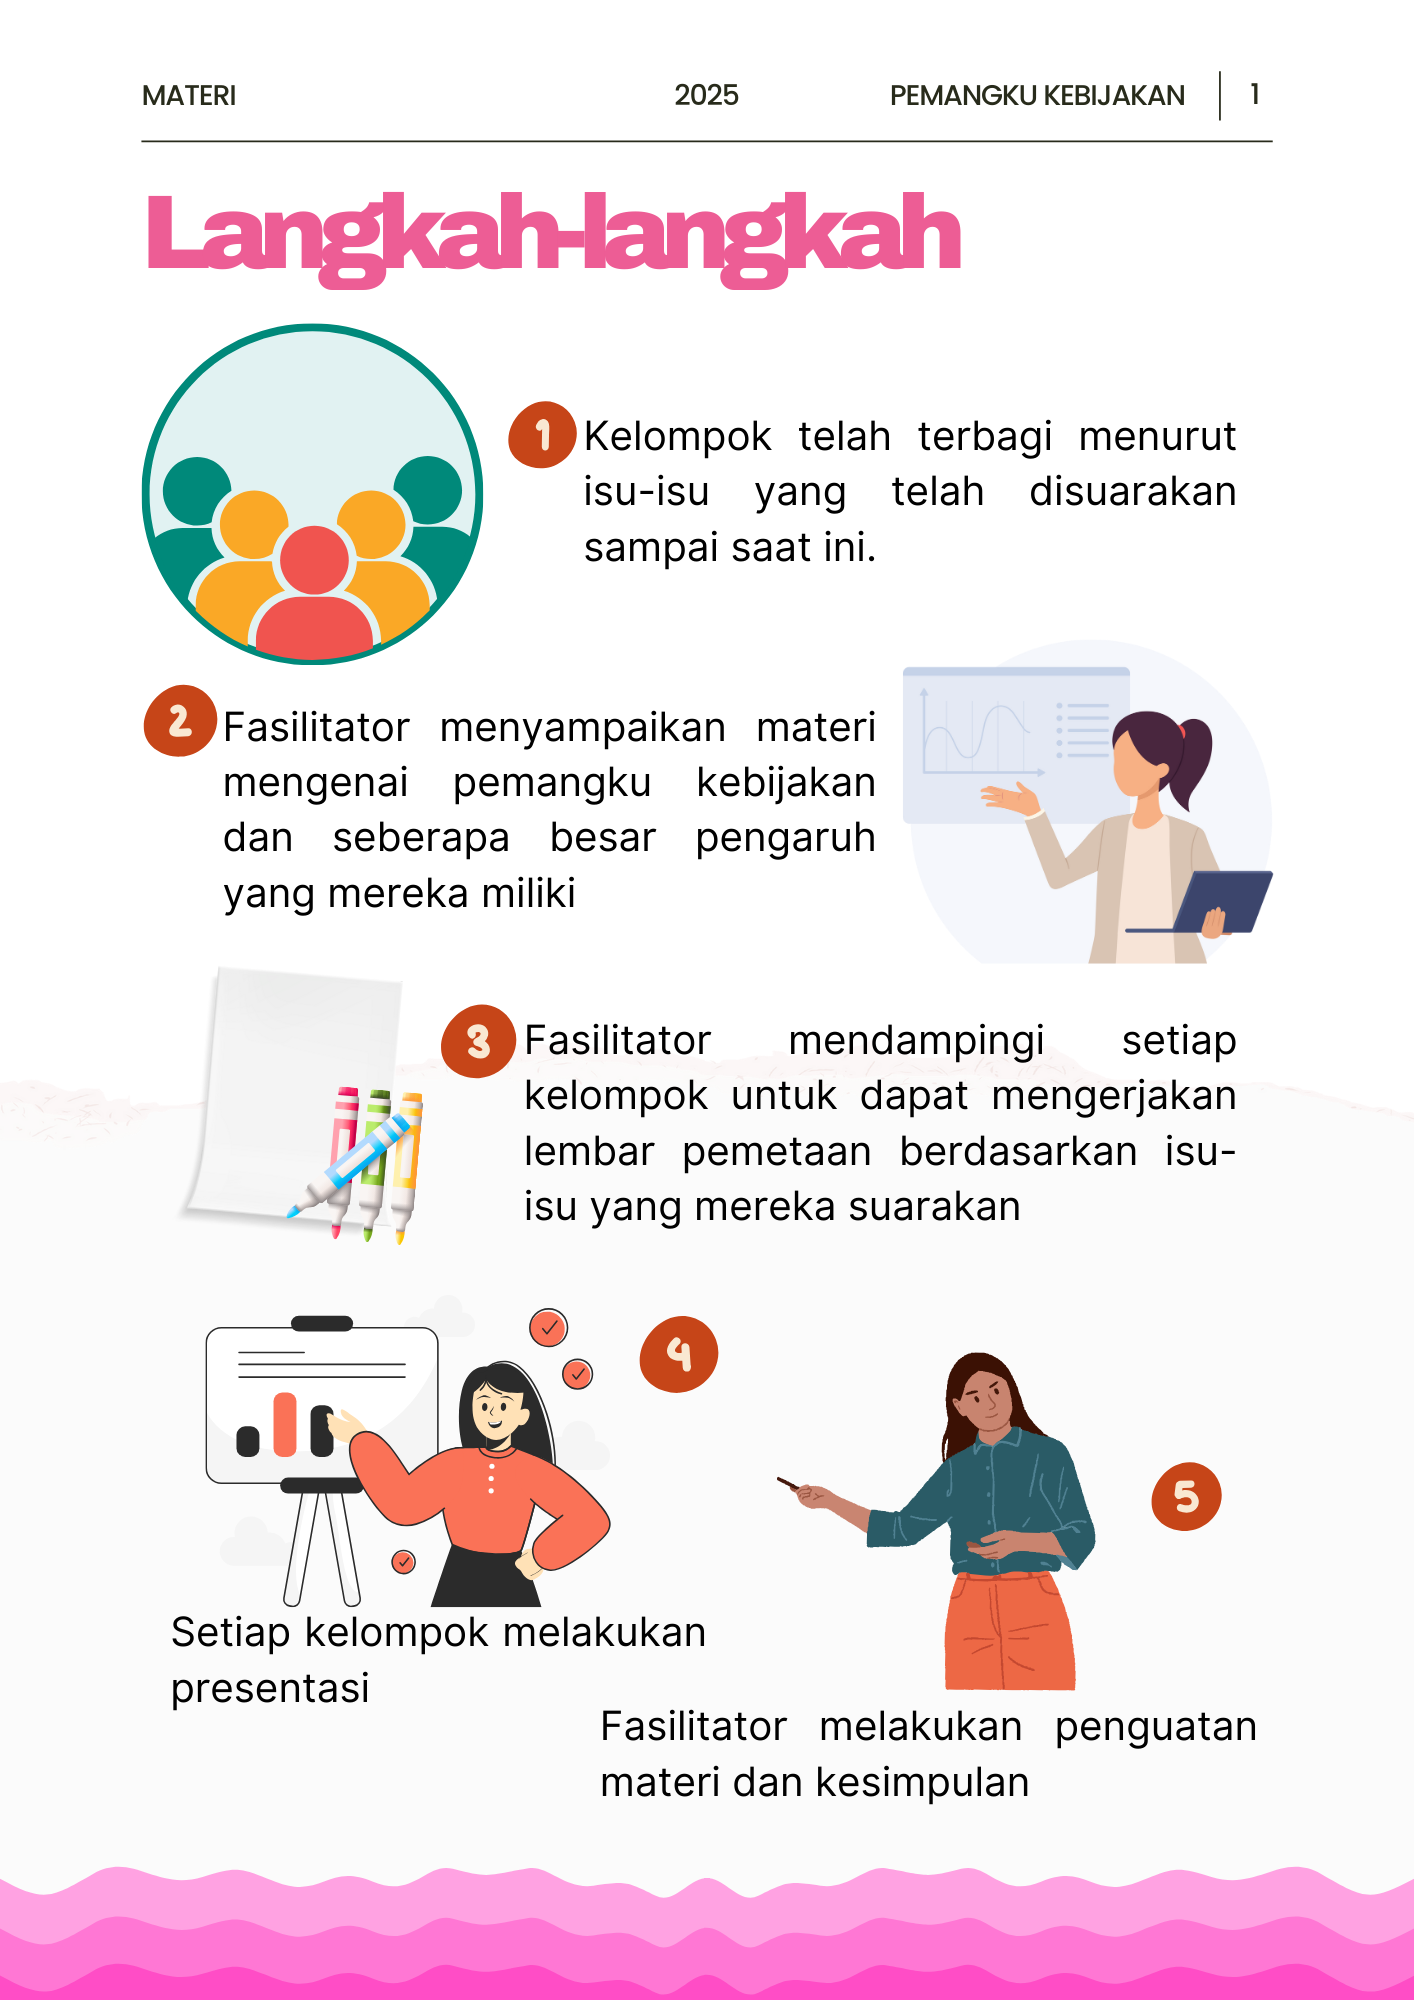 MATERI 2025 PEMANGKU KEBIJAKAN 1
Langkah-langkah
1 Kelompok telah terbagi menurut
isu-isu yang telah disuarakan
sampai saat ini.
2 Fasilitator menyampaikan materi
mengenai pemangku kebijakan
dan seberapa besar pengaruh
yang mereka miliki
3 Fasilitator mendampingi setiap
kelompok untuk dapat mengerjakan
lembar pemetaan berdasarkan isu-
isu yang mereka suarakan
4
Setiap kelompok melakukan
presentasi
5
Fasilitator melakukan penguatan
materi dan kesimpulan